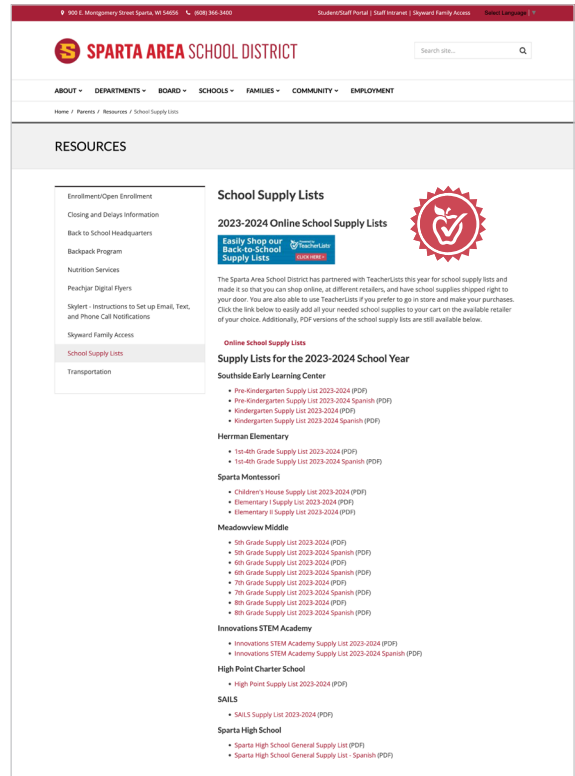 900 E. Montgomery Street Sparta, WI 54656 (608) 366-3400 Student/Staff Portal | Staff Intranet | Skyward Family Access Select Language
S SPARTA AREA SCHOOL DISTRICT
Search site...
ABOUT DEPARTMENTS BOARD SCHOOLS FAMILIES COMMUNITY EMPLOYMENT
Home / Parents / Resources / School Supply Lists
RESOURCES
Enrollment/Open Enrollment
Closing and Delays Information
Back to School Headquarters
Backpack Program
Nutrition Services
Peachjar Digital Flyers
Skylert - Instructions to Set up Email, Text,
and Phone Call Notifications
Skyward Family Access
School Supply Lists
Transportation
School Supply Lists
2023-2024 Online School Supply Lists
Easily Shop our
Back-to-School
Supply Lists
TeacherLists
CLICK HERE >
The Sparta Area School District has partnered with TeacherLists this year for school supply lists and
made it so that you can shop online, at different retailers, and have school supplies shipped right to
your door. You are also able to use TeacherLists if you prefer to go in store and make your purchases.
Click the link below to easily add all your needed school supplies to your cart on the available retailer
of your choice. Additionally, PDF versions of the school supply lists are still available below.
Online School Supply Lists
Supply Lists for the 2023-2024 School Year
Southside Early Learning Center
Pre-Kindergarten Supply List 2023-2024 (PDF)
Pre-Kindergarten Supply List 2023-2024 Spanish (PDF)
Kindergarten Supply List 2023-2024 (PDF)
Kindergarten Supply List 2023-2024 Spanish (PDF)
Herrman Elementary
1st-4th Grade Supply List 2023-2024 (PDF)
1st-4th Grade Supply List 2023-2024 Spanish (PDF)
Sparta Montessori
Children's House Supply List 2023-2024 (PDF)
Elementary I Supply List 2023-2024 (PDF)
Elementary II Supply List 2023-2024 (PDF)
Meadowview Middle
5th Grade Supply List 2023-2024 (PDF)
5th Grade Supply List 2023-2024 Spanish (PDF)
6th Grade Supply List 2023-2024 (PDF)
6th Grade Supply List 2023-2024 Spanish (PDF)
7th Grade Supply List 2023-2024 (PDF)
7th Grade Supply List 2023-2024 Spanish (PDF)
8th Grade Supply List 2023-2024 (PDF)
8th Grade Supply List 2023-2024 Spanish (PDF)
Innovations STEM Academy
Innovations STEM Academy Supply List 2023-2024 (PDF)
Innovations STEM Academy Supply List 2023-2024 Spanish (PDF)
High Point Charter School
High Point Supply List 2023-2024 (PDF)
SAILS
SAILS Supply List 2023-2024 (PDF)
Sparta High School
Sparta High School General Supply List (PDF)
Sparta High School General Supply List - Spanish (PDF)